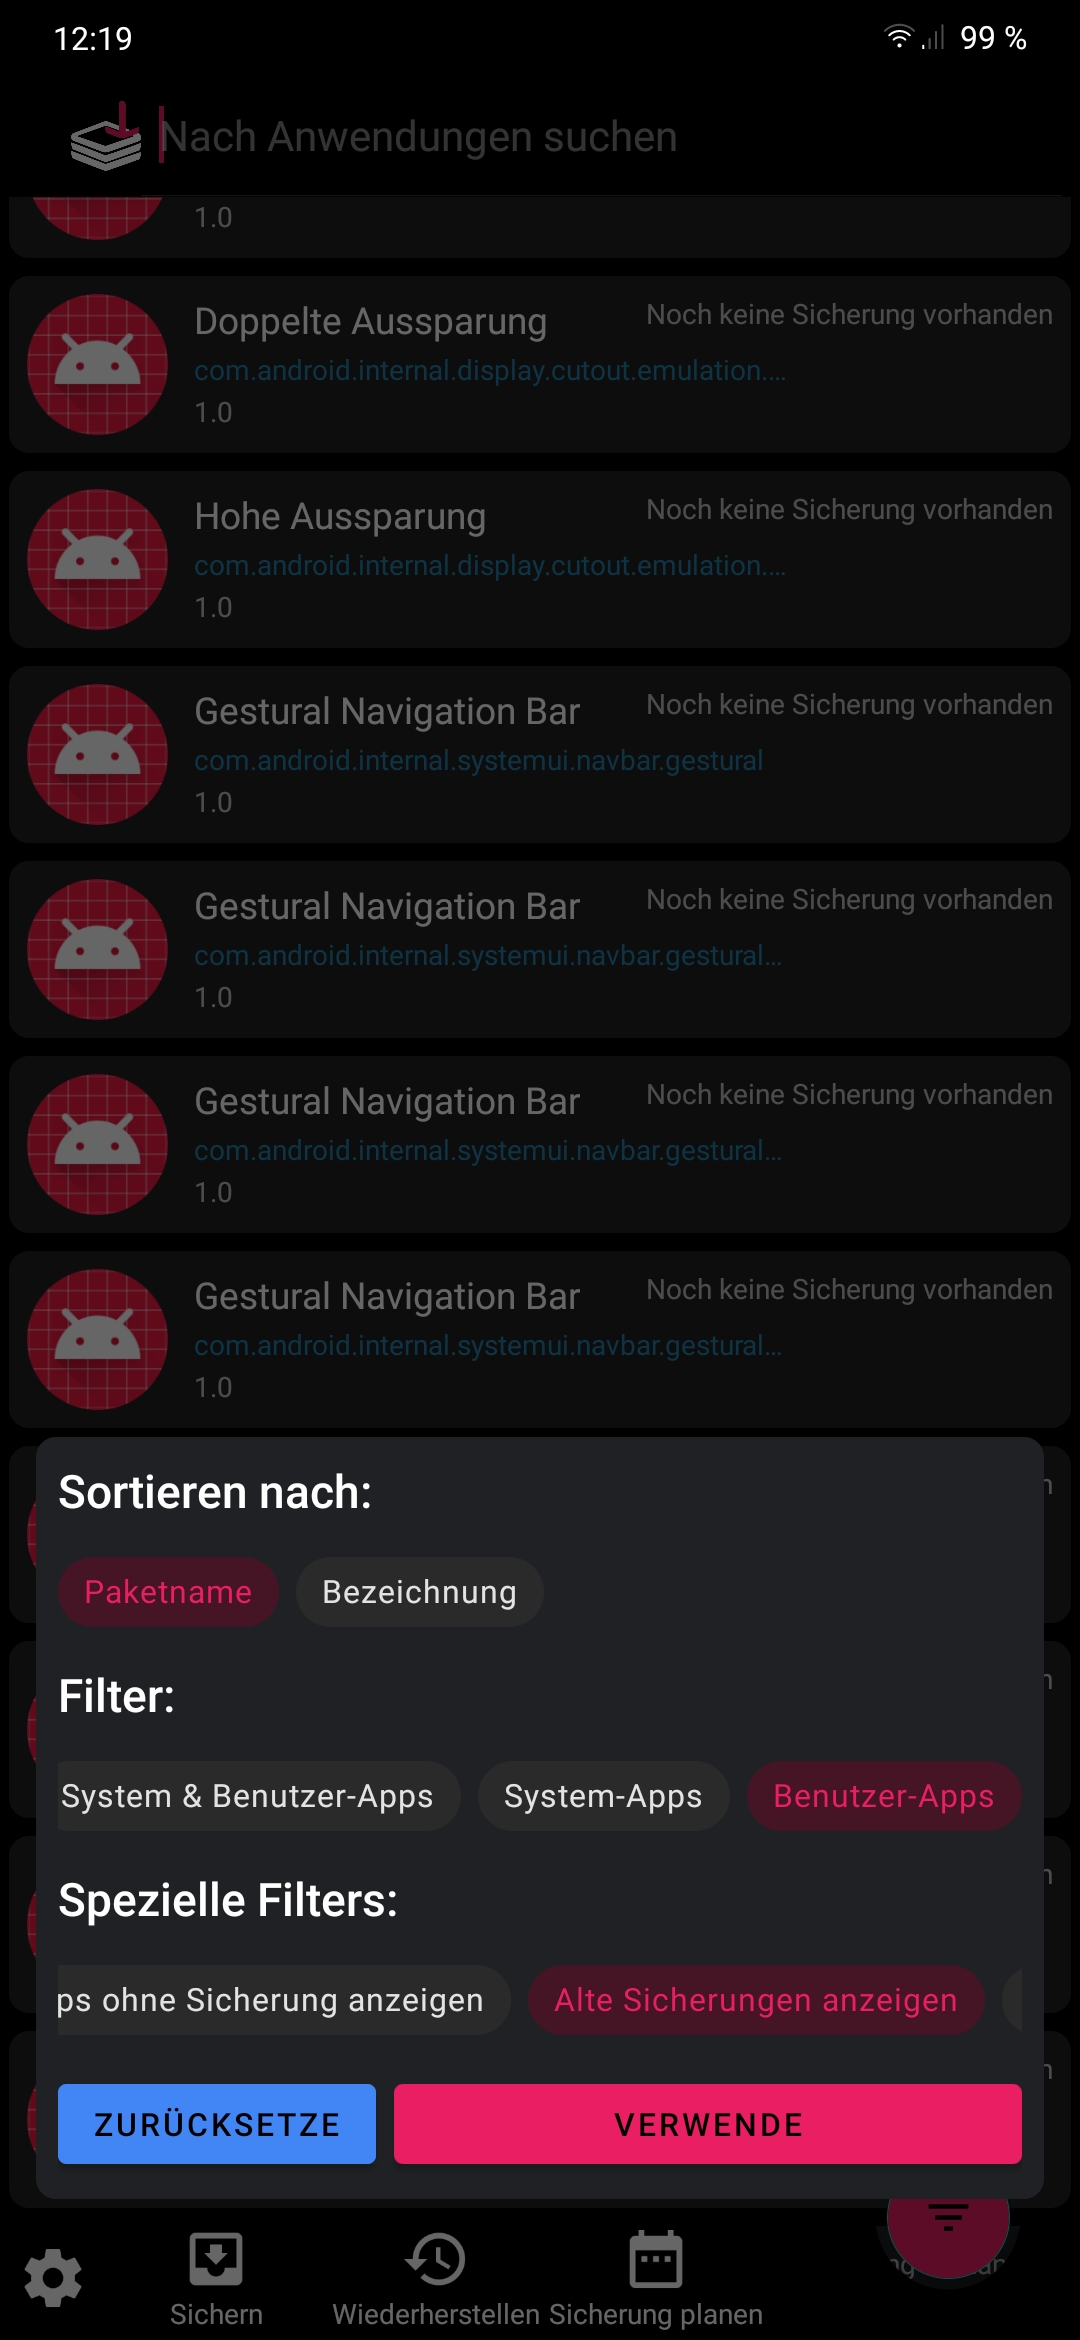 12:19
99 %
Nach Anwendungen suchen
1.0
Doppelte Aussparung
Noch keine Sicherung vorhanden
com.android.internal.display.cutout.emulation....
1.0
Hohe Aussparung
Noch keine Sicherung vorhanden
com.android.internal.display.cutout.emulation....
1.0
Gestural Navigation Bar
Noch keine Sicherung vorhanden
com.android.internal.systemui.navbar.gestural
1.0
Gestural Navigation Bar
Noch keine Sicherung vorhanden
com.android.internal.systemui.navbar.gestural...
1.0
Gestural Navigation Bar
Noch keine Sicherung vorhanden
com.android.internal.systemui.navbar.gestural...
1.0
Gestural Navigation Bar
Noch keine Sicherung vorhanden
com.android.internal.systemui.navbar.gestural...
1.0
Sortieren nach:
Paketname
Bezeichnung
Filter:
System & Benutzer-Apps
System-Apps
Benutzer-Apps
Spezielle Filters:
ps ohne Sicherung anzeigen
Alte Sicherungen anzeigen
ZURÜCKSETZE
VERWENDE
Sichern
Wiederherstellen
Sicherung planen